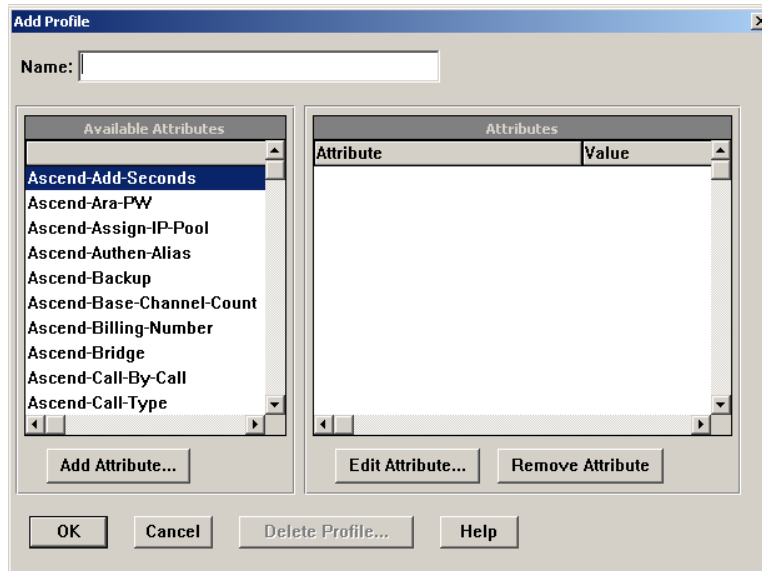 Add Profile
Name:
Available Attributes
Ascend-Add-Seconds
Ascend-Ara-PW
Ascend-Assign-IP-Pool
Ascend-Authen-Alias
Ascend-Backup
Ascend-Base-Channel-Count
Ascend-Billing-Number
Ascend-Bridge
Ascend-Call-By-Call
Ascend-Call-Type
Add Attribute...
Attributes
Attribute Value
Edit Attribute... Remove Attribute
OK Cancel Delete Profile... Help